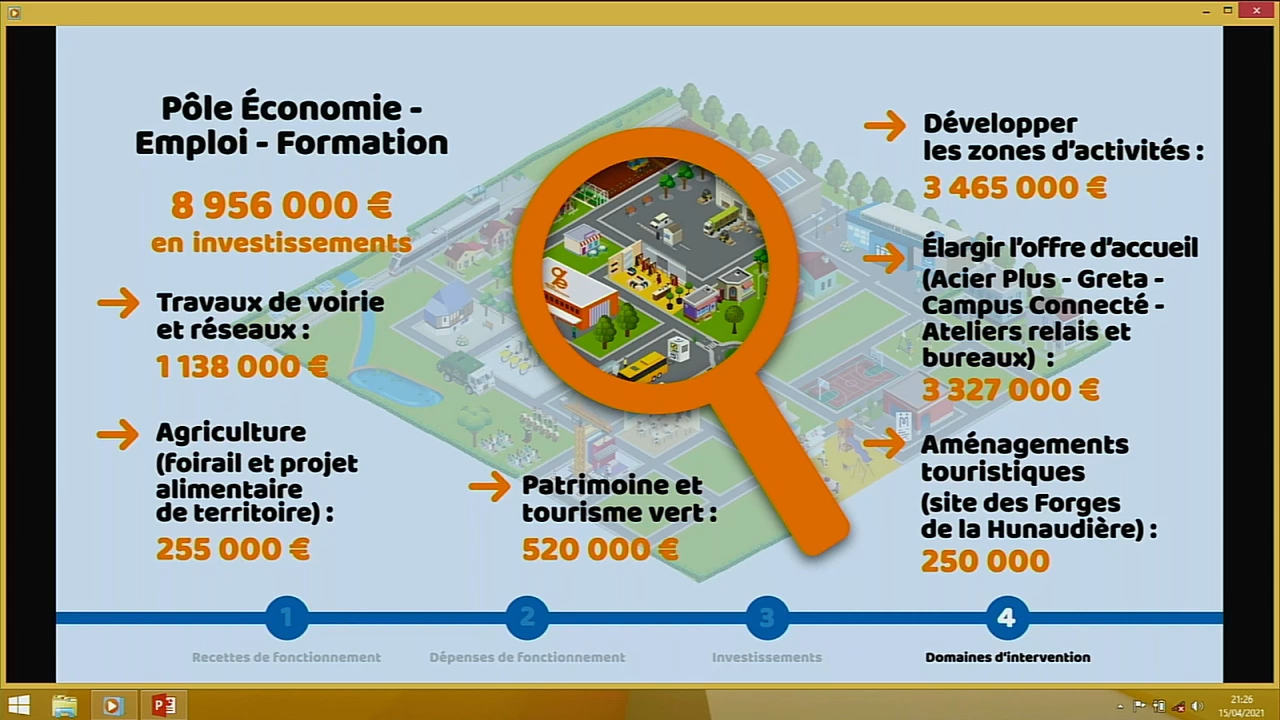 Pôle Économie -
Emploi - Formation
8 956 000 €
en investissements
Travaux de voirie
et réseaux :
1 138 000 €
Agriculture
(foirail et projet
alimentaire
de territoire) :
255 000 €
Patrimoine et
tourisme vert :
520 000 €
Développer
les zones d'activités :
3 465 000 €
Élargir l'offre d'accueil
(Acier Plus - Greta -
Campus Connecté -
Ateliers relais et
bureaux) :
3 327 000 €
Aménagements
touristiques
(site des Forges
de la Hunaudière) :
250 000
1
2
3
4
Recettes de fonctionnement
Dépenses de fonctionnement
Investissements
Domaines d'intervention
21:26
15/04/2021